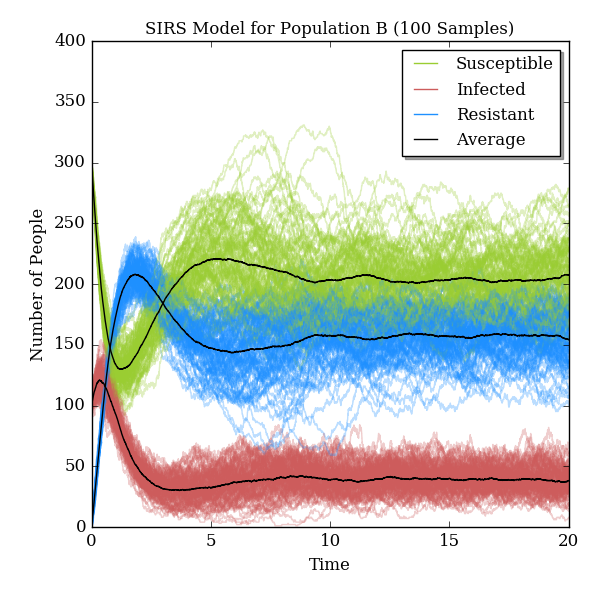 SIRS Model for Population B (100 Samples)
400
350
300
250
200
150
100
50
0
Number of People
Susceptible
Infected
Resistant
Average
0 5 10 15 20
Time